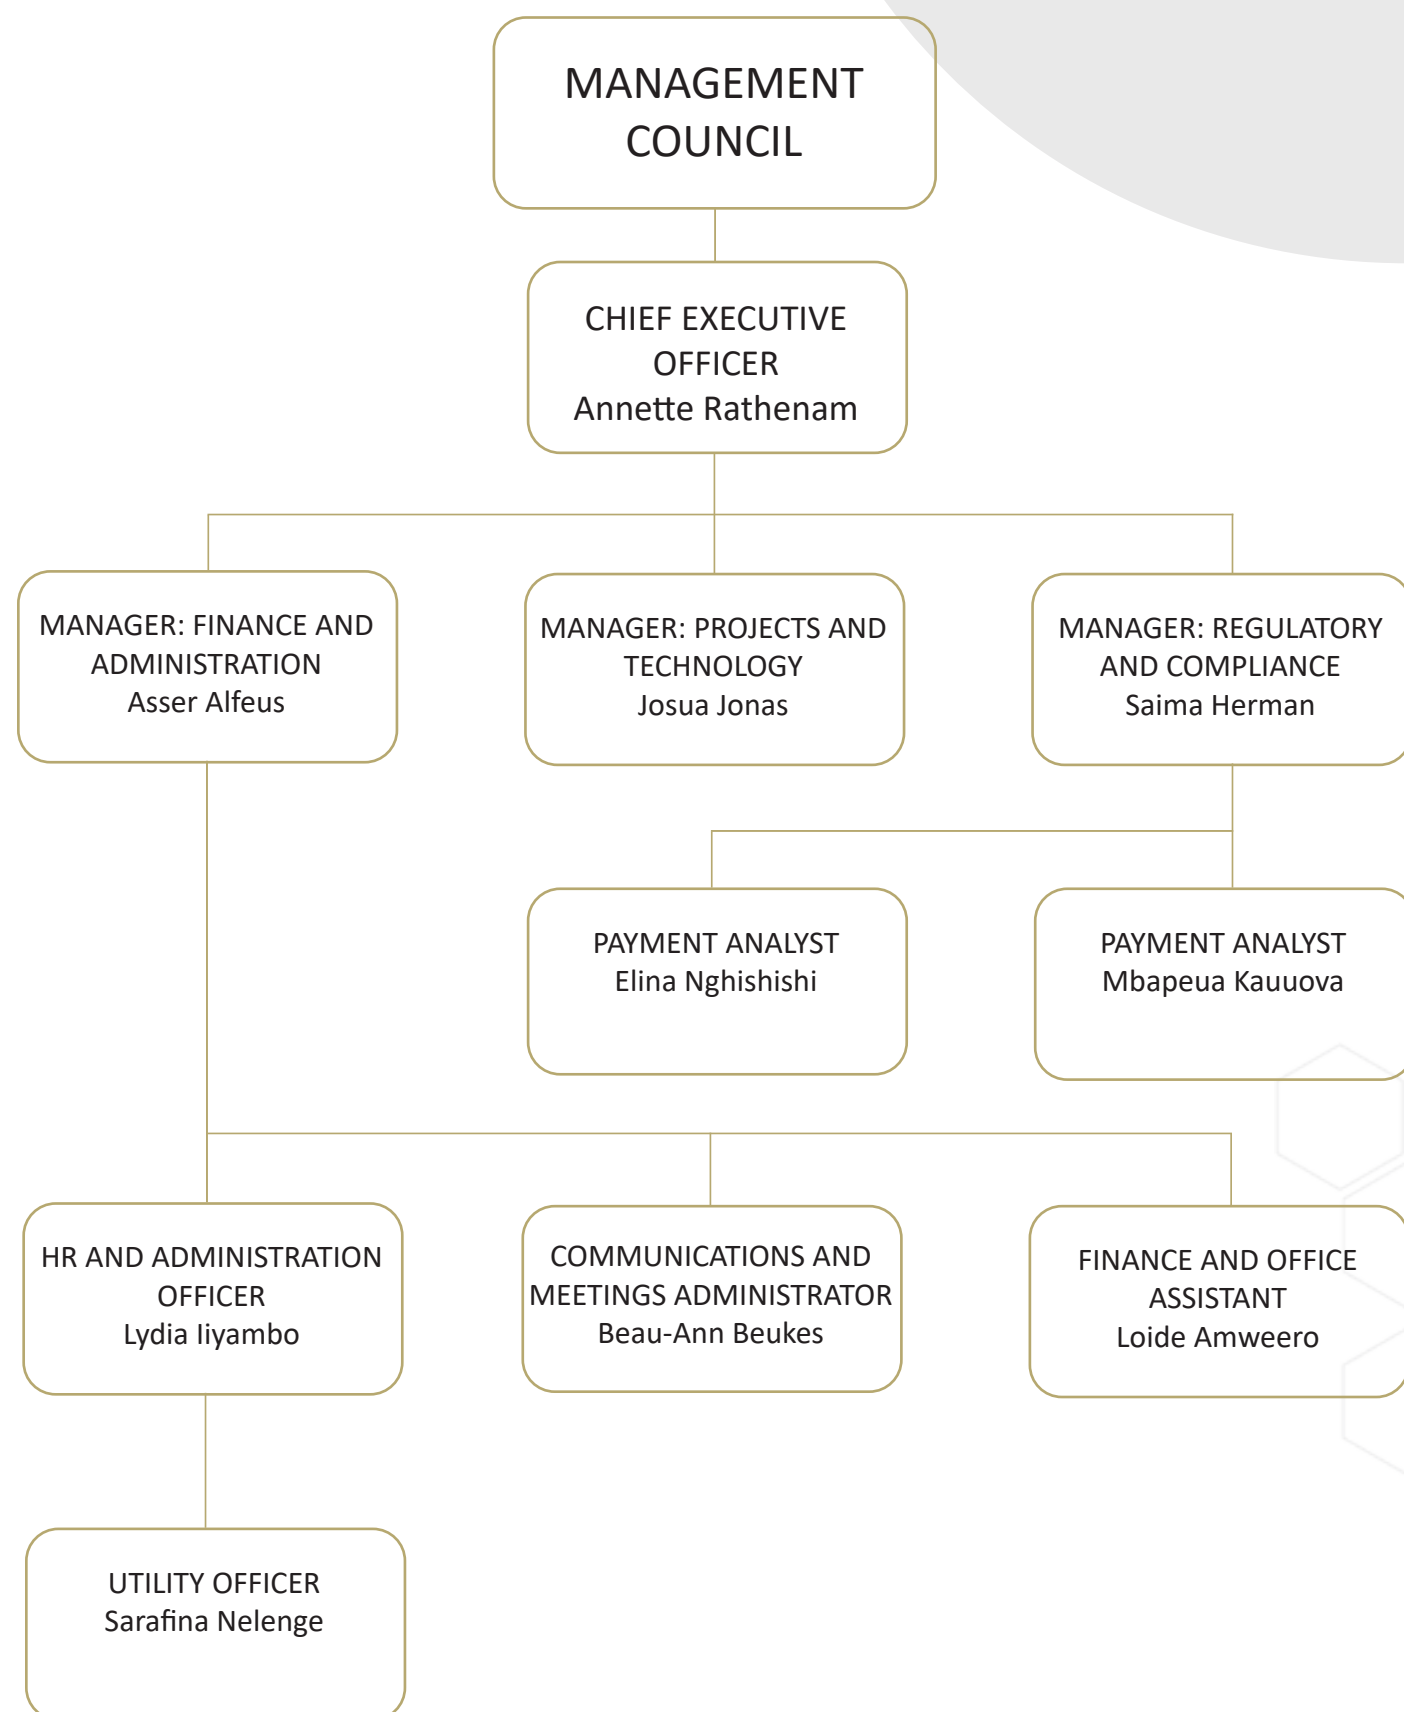 MANAGEMENT
COUNCIL
CHIEF EXECUTIVE
OFFICER
Annette Rathenam
MANAGER: FINANCE AND
ADMINISTRATION
Asser Alfeus
MANAGER: PROJECTS AND
TECHNOLOGY
Josua Jonas
MANAGER: REGULATORY
AND COMPLIANCE
Saima Herman
PAYMENT ANALYST
Elina Nghishishi
PAYMENT ANALYST
Mbapeua Kauuova
HR AND ADMINISTRATION
OFFICER
Lydia Iiyambo
COMMUNICATIONS AND
MEETINGS ADMINISTRATOR
Beau-Ann Beukes
FINANCE AND OFFICE
ASSISTANT
Loide Amweero
UTILITY OFFICER
Sarafina Nelenge